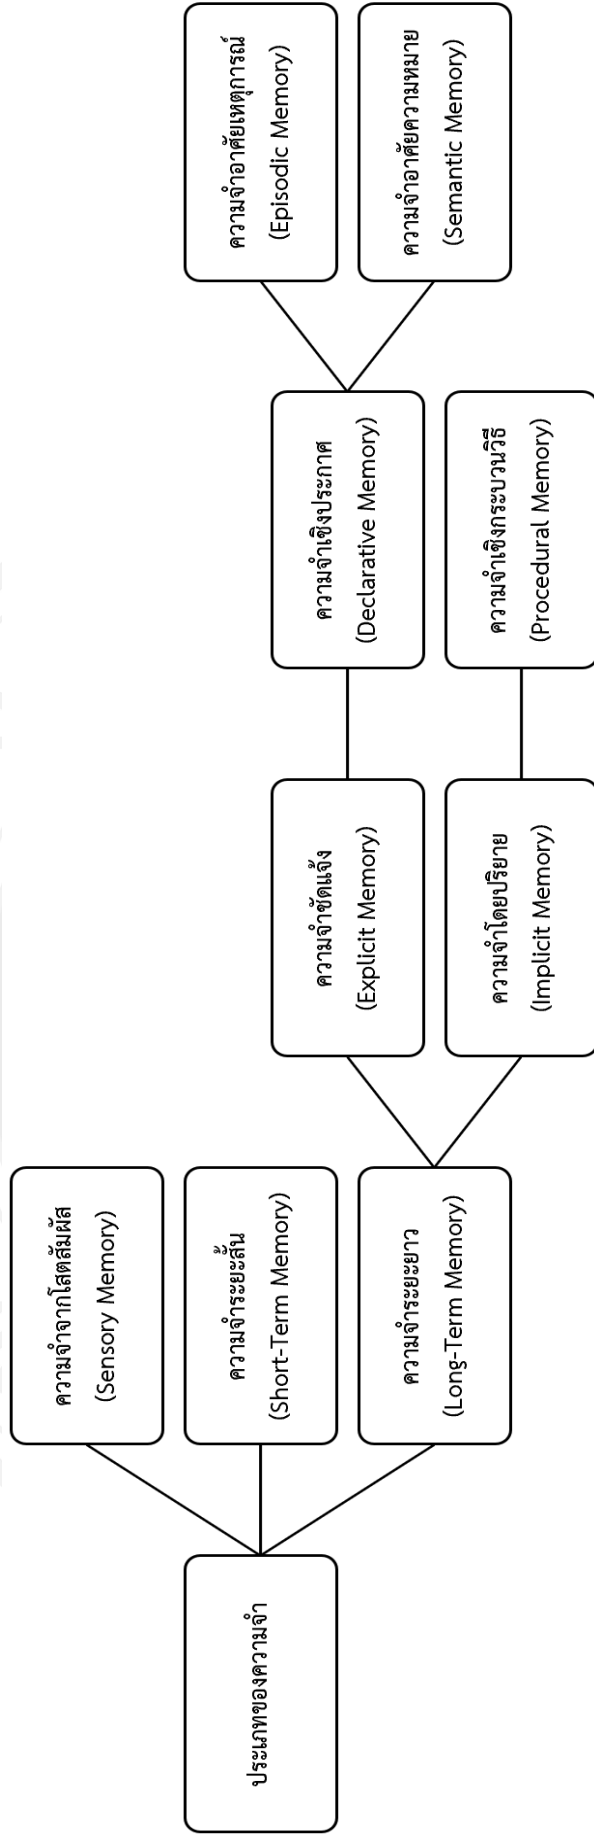 ประเภทของความจำ
ความจำจากโสตสัมผัส
(Sensory Memory)
ความจำระยะสั้น
(Short-Term Memory)
ความจำระยะยาว
(Long-Term Memory)
ความจำชัดแจ้ง
(Explicit Memory)
ความจำโดยปริยาย
(Implicit Memory)
ความจำเชิงประกาศ
(Declarative Memory)
ความจำเชิงกระบวนวิธี
(Procedural Memory)
ความจำอาศัยเหตุการณ์
(Episodic Memory)
ความจำอาศัยความหมาย
(Semantic Memory)